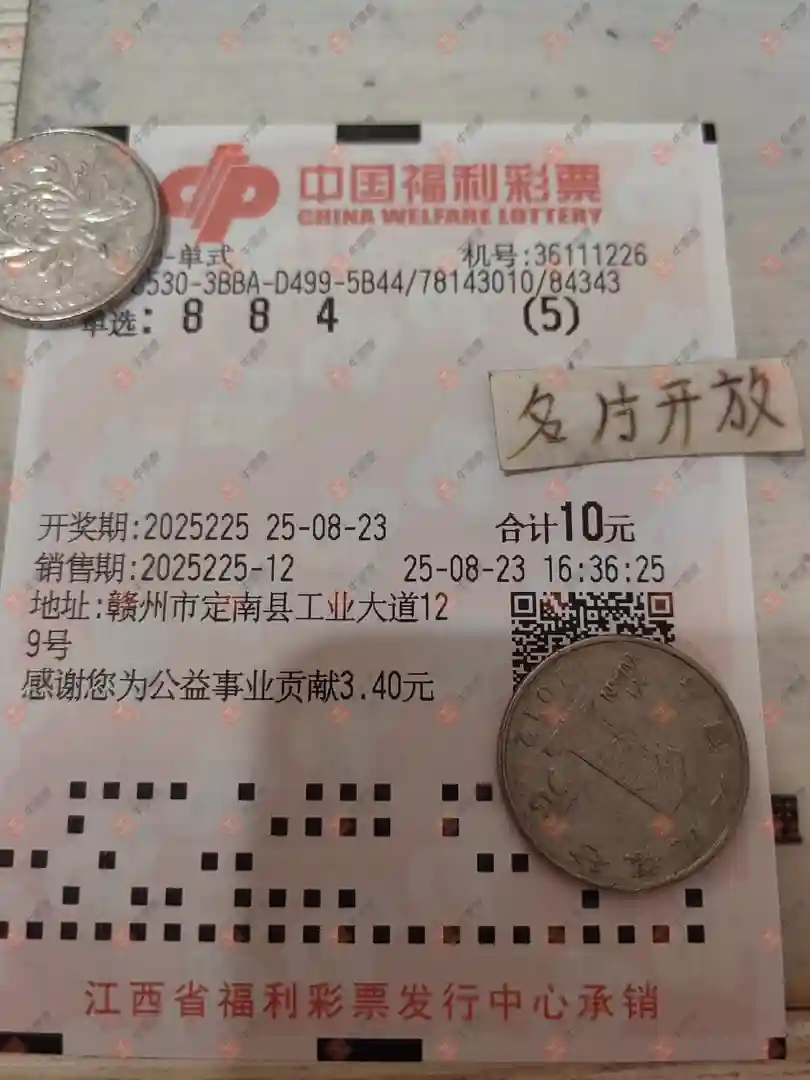 中国福利彩票
CHINA WELFARE LOTTERY
-单式 机号:36111226
530-3BBA-D499-5B44/78143010/84343
单选: 8 8 4 (5)
名片开放
开奖期:2025225 25-08-23 合计10元
销售期:2025225-12 25-08-23 16:36:25
地址:赣州市定南县工业大道12
9号
感谢您为公益事业贡献3.40元
江西省福利彩票发行中心承销